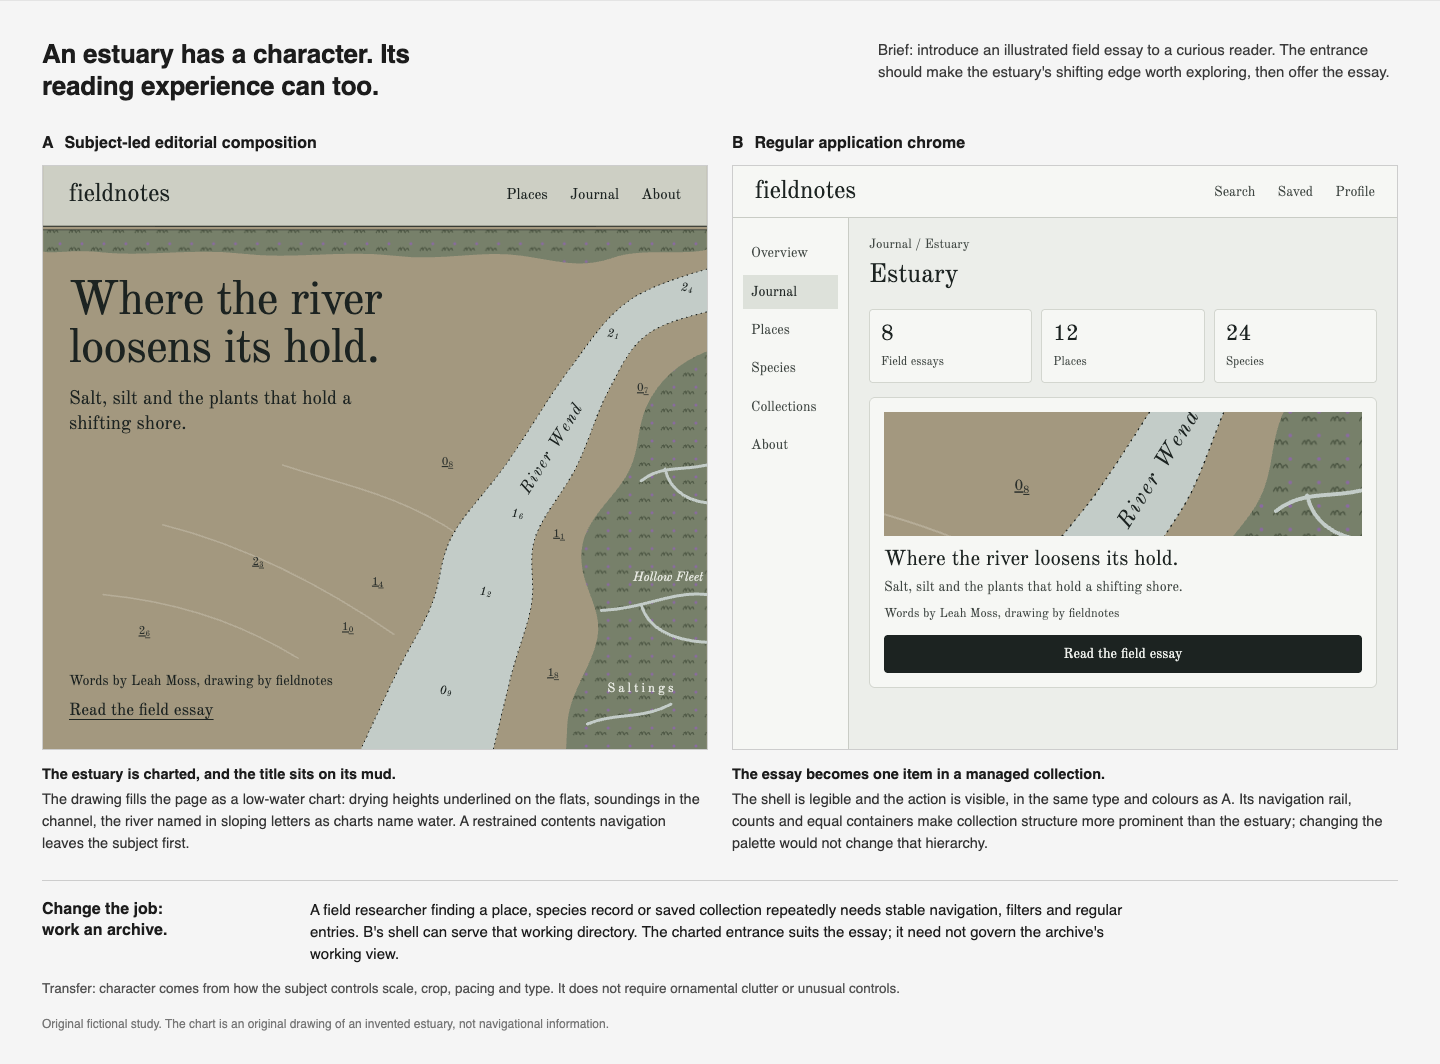 An estuary has a character. Its
reading experience can too.
Brief: introduce an illustrated field essay to a curious reader. The entrance
should make the estuary's shifting edge worth exploring, then offer the essay.
A Subject-led editorial composition
fieldnotes
Places Journal About
Where the river
loosens its hold.
Salt, silt and the plants that hold a
shifting shore.
2₄
2₁
0₇
0₈
River Wend
1₆
1₁
2₃
1₄
1₂
Hollow Fleet
2₆
1₀
1₈
0₉
Saltings
Words by Leah Moss, drawing by fieldnotes
Read the field essay
The estuary is charted, and the title sits on its mud.
The drawing fills the page as a low-water chart: drying heights underlined on the flats, soundings in the
channel, the river named in sloping letters as charts name water. A restrained contents navigation
leaves the subject first.
B Regular application chrome
fieldnotes
Search Saved Profile
Overview
Journal
Places
Species
Collections
About
Journal / Estuary
Estuary
8
Field essays
12
Places
24
Species
0₈
River Wend
Where the river loosens its hold.
Salt, silt and the plants that hold a shifting shore.
Words by Leah Moss, drawing by fieldnotes
Read the field essay
The essay becomes one item in a managed collection.
The shell is legible and the action is visible, in the same type and colours as A. Its navigation rail,
counts and equal containers make collection structure more prominent than the estuary; changing the
palette would not change that hierarchy.
Change the job:
work an archive.
A field researcher finding a place, species record or saved collection repeatedly needs stable navigation, filters and regular
entries. B's shell can serve that working directory. The charted entrance suits the essay; it need not govern the archive's
working view.
Transfer: character comes from how the subject controls scale, crop, pacing and type. It does not require ornamental clutter or unusual controls.
Original fictional study. The chart is an original drawing of an invented estuary, not navigational information.